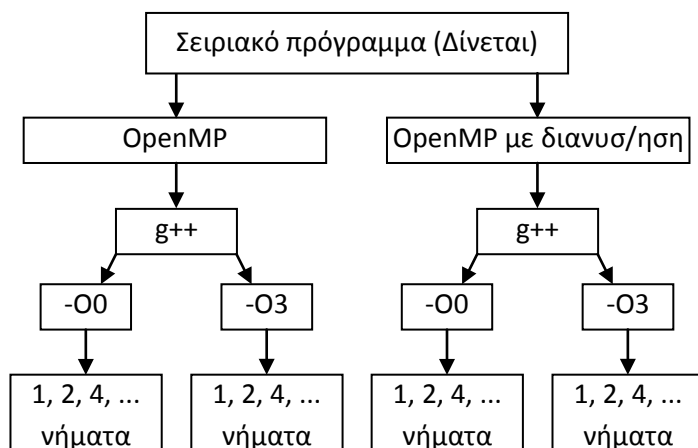 Σειριακό πρόγραμμα (Δίνεται)
OpenMP
OpenMP με διανυσ/ηση
g++
g++
-O0
-O3
-O0
-O3
1, 2, 4, ...
νήματα
1, 2, 4, ...
νήματα
1, 2, 4, ...
νήματα
1, 2, 4, ...
νήματα